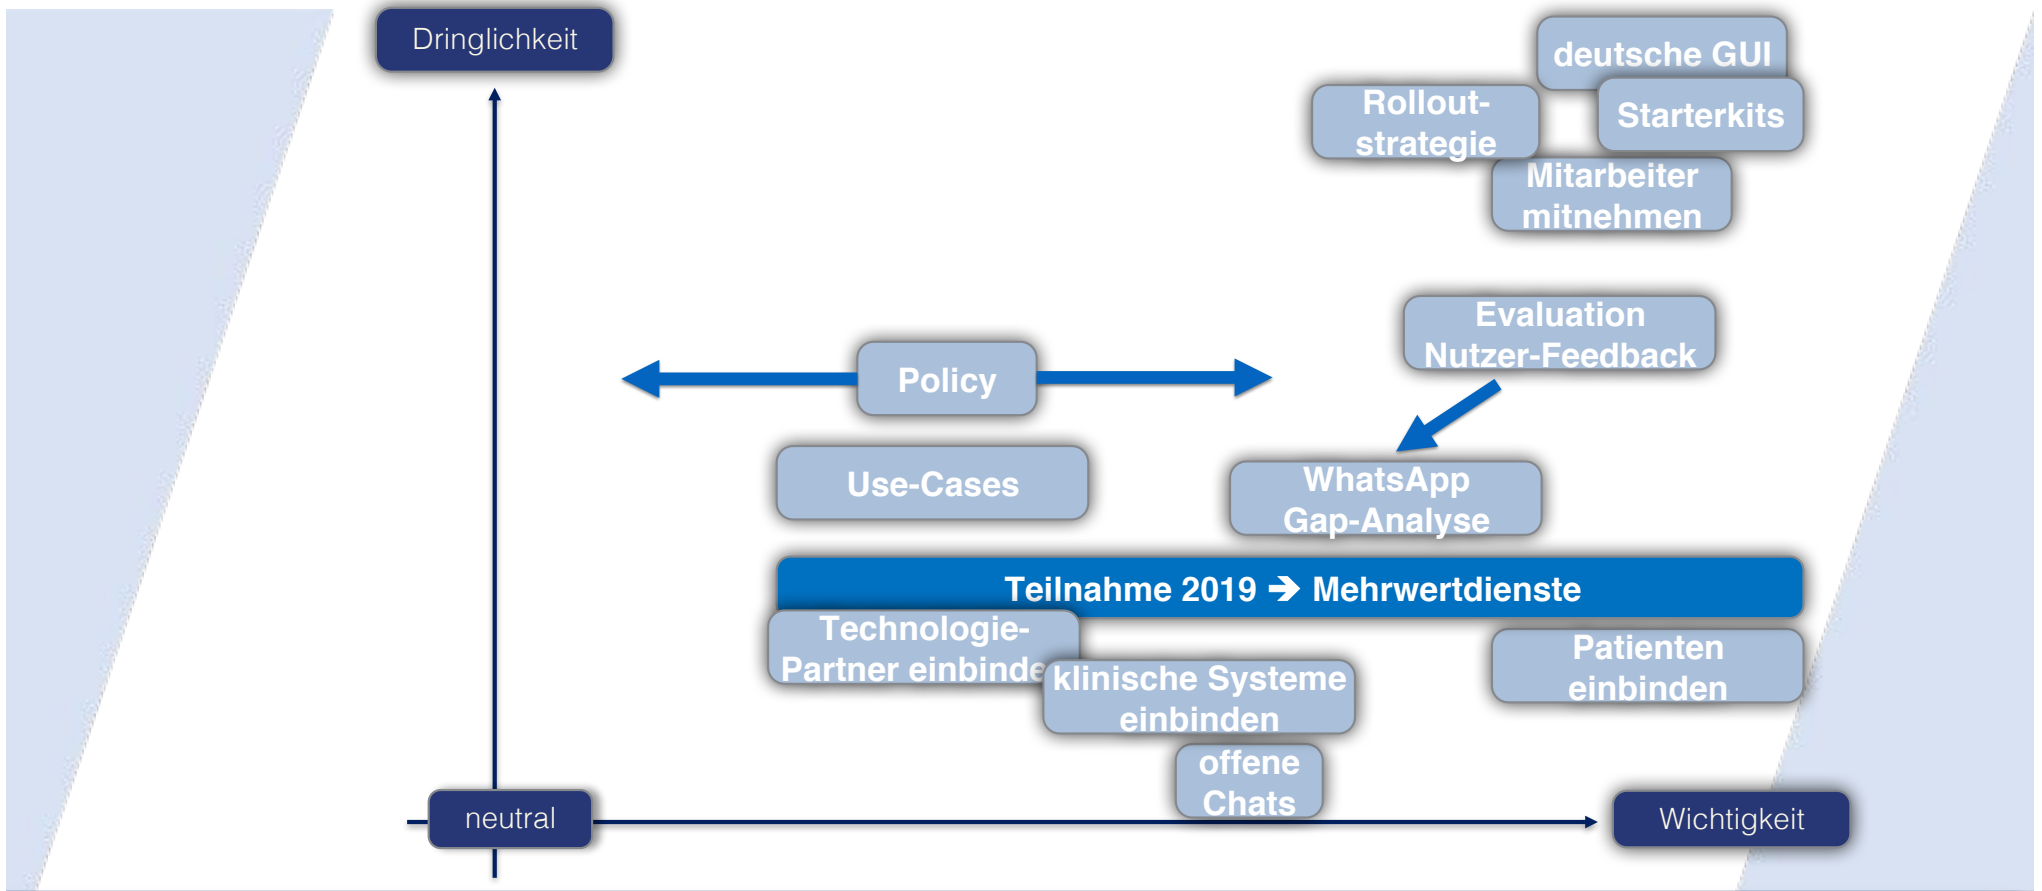 Dringlichkeit
deutsche GUI
Rollout-
strategie
Starterkits
Mitarbeiter
mitnehmen
Evaluation
Nutzer-Feedback
Policy
Use-Cases
WhatsApp
Gap-Analyse
Teilnahme 2019 ➔ Mehrwertdienste
Technologie-
Partner einbinde
klinische Systeme
einbinden
Patienten
einbinden
offene
Chats
neutral
Wichtigkeit